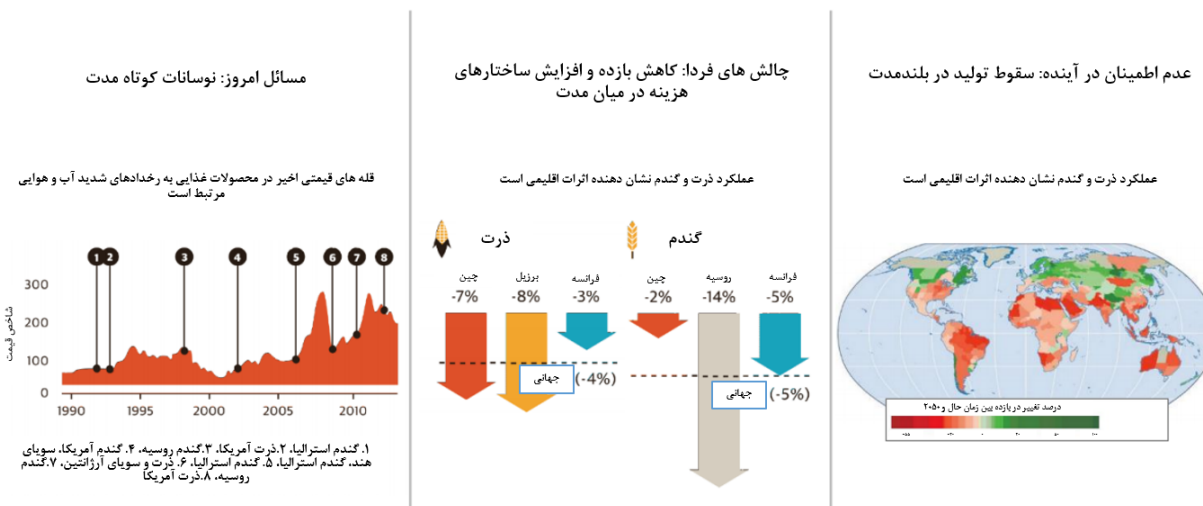 مسائل امروز: نوسانات کوتاه مدت
قله های قیمتی اخیر در محصولات غذایی به رخدادهای شدید آب و هوایی
مرتبط است
1 2 3 4 5 6 7 8
شاخص قیمت
300
200
100
0
1990 1995 2000 2005 2010
۱. گندم استرالیا، ۲.ذرت آمریکا، ۳.گندم روسیه، ۴. گندم آمریکا، سویای
هند، گندم استرالیا، ۵. گندم استرالیا، ۶. ذرت و سویای آرژانتین، ۷.گندم
روسیه، ۸.ذرت آمریکا
چالش های فردا: کاهش بازده و افزایش ساختارهای
هزینه در میان مدت
عملکرد ذرت و گندم نشان دهنده اثرات اقلیمی است
ذرت
چین برزیل فرانسه
-7% -8% -3%
جهانی (-4%)
گندم
چین روسیه فرانسه
-2% -14% -5%
جهانی (-5%)
عدم اطمینان در آینده: سقوط تولید در بلندمدت
عملکرد ذرت و گندم نشان دهنده اثرات اقلیمی است
درصد تغییر در بازده بین زمان حال و ۲۰۵۰